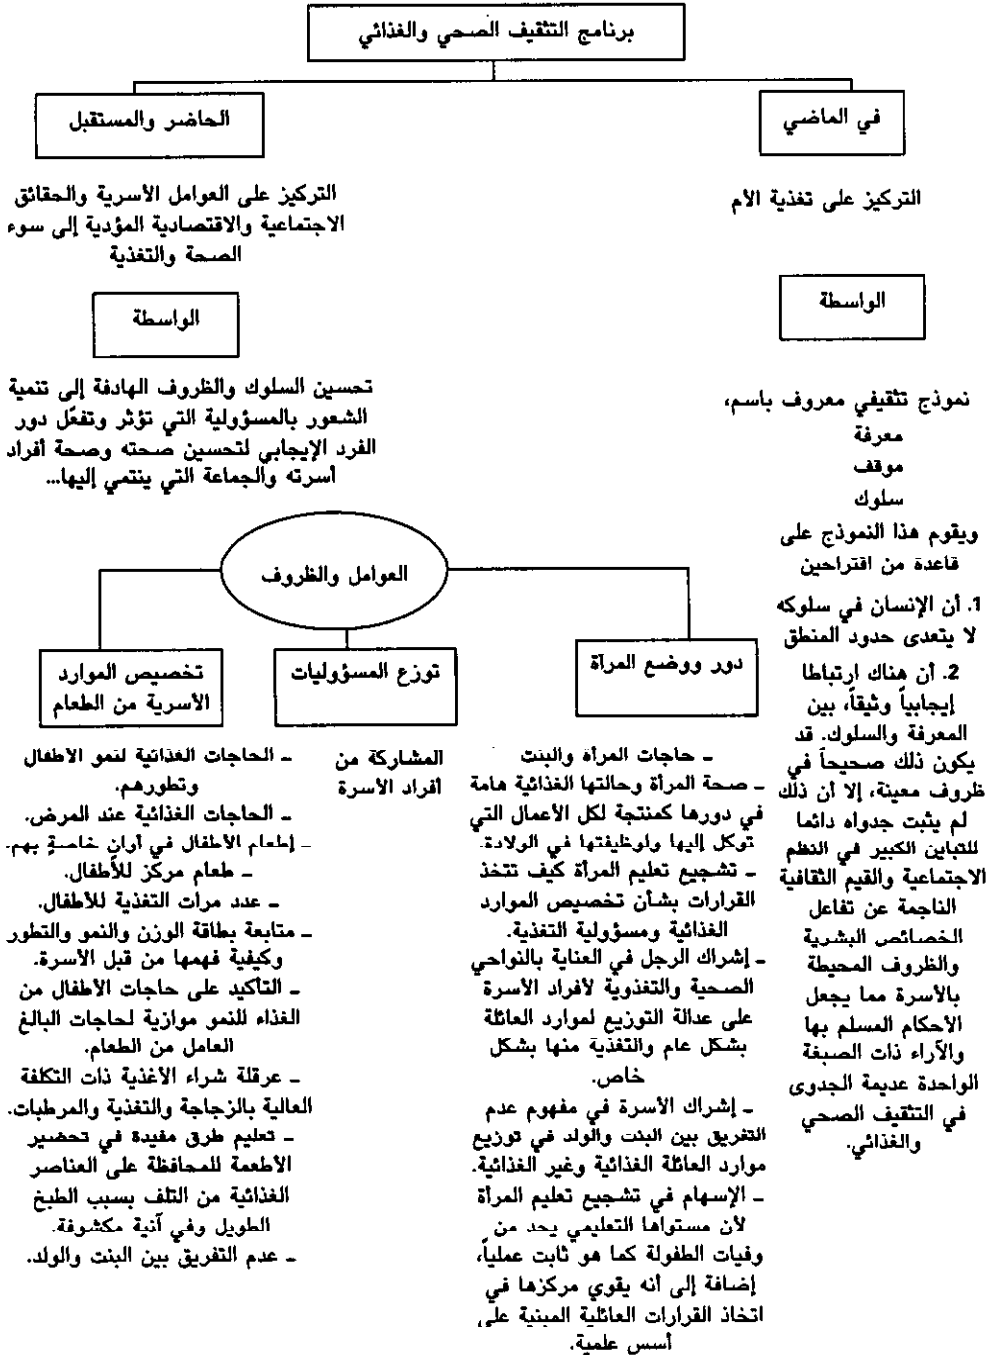 برنامج التثقيف الصحي والغذائي
في الماضي
التركيز على تغذية الأم
الواسطة
نموذج تثقيفي معروف باسم،
معرفة
موقف
سلوك
ويقوم هذا النموذج على
قاعدة من اقتراحين
1. أن الإنسان في سلوكه
لا يتعدى حدود المنطق
2. أن هناك ارتباطا
إيجابياً وثيقاً، بين
المعرفة والسلوك. قد
يكون ذلك صحيحاً في
ظروف معينة، إلا أن ذلك
لم يثبت جدواه دائما
للتباين الكبير في النظم
الاجتماعية والقيم الثقافية
الناجمة عن تفاعل
الخصائص البشرية
والظروف المحيطة
بالأسرة مما يجعل
الأحكام المسلم بها
والآراء ذات الصبغة
الواحدة عديمة الجدوى
في التثقيف الصحي
والغذائي.
الحاضر والمستقبل
التركيز على العوامل الأسرية والحقائق
الاجتماعية والاقتصادية المؤدية إلى سوء
الصحة والتغذية
الواسطة
تحسين السلوك والظروف الهادفة إلى تنمية
الشعور بالمسؤولية التي تؤثر وتفعّل دور
الفرد الإيجابي لتحسين صحته وصحة أفراد
أسرته والجماعة التي ينتمي إليها...
العوامل والظروف
دور ووضع المرأة
ـ حاجات المرأة والبنت
ـ صحة المرأة وحالتها الغذائية هامة
في دورها كمنتجة لكل الأعمال التي
توكل إليها ولوظيفتها في الولادة.
ـ تشجيع تعليم المرأة كيف تتخذ
القرارات بشأن تخصيص الموارد
الغذائية ومسؤولية التغذية.
ـ إشراك الرجل في العناية بالنواحي
الصحية والتغذوية لأفراد الأسرة
على عدالة التوزيع لموارد العائلة
بشكل عام والتغذية منها بشكل
خاص.
ـ إشراك الأسرة في مفهوم عدم
التفريق بين البنت والولد في توزيع
موارد العائلة الغذائية وغير الغذائية.
ـ الإسهام في تشجيع تعليم المرأة
لأن مستواها التعليمي يحد من
وفيات الطفولة كما هو ثابت عملياً،
إضافة إلى أنه يقوي مركزها في
اتخاذ القرارات العائلية المبنية على
أسس علمية.
توزع المسؤوليات
المشاركة من
أفراد الأسرة
تخصيص الموارد
الأسرية من الطعام
ـ الحاجات الغذائية لنمو الأطفال
وتطورهم.
ـ الحاجات الغذائية عند المرض.
ـ إطعام الأطفال في أوانٍ خاصةٍ بهم.
ـ طعام مركز للأطفال.
ـ عدد مرات التغذية للأطفال.
ـ متابعة بطاقة الوزن والنمو والتطور
وكيفية فهمها من قبل الأسرة.
ـ التأكيد على حاجات الأطفال من
الغذاء للنمو موازية لحاجات البالغ
العامل من الطعام.
ـ عرقلة شراء الأغذية ذات التكلفة
العالية بالزجاجة والتغذية والمرطبات.
ـ تعليم طرق مفيدة في تحضير
الأطعمة للمحافظة على العناصر
الغذائية من التلف بسبب الطبخ
الطويل وفي آنية مكشوفة.
ـ عدم التفريق بين البنت والولد.